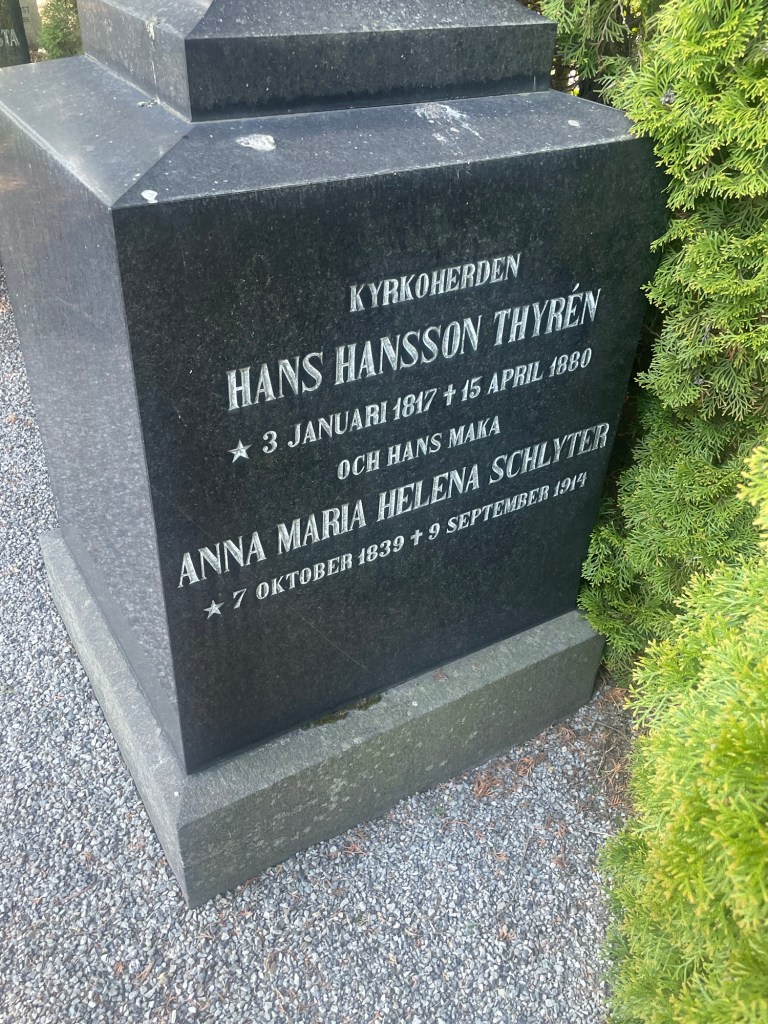 KYRKOHERDEN
HANS HANSSON THYRÉN
★ 3 JANUARI 1817 ✝ 15 APRIL 1880
OCH HANS MAKA
ANNA MARIA HELENA SCHLYTER
★ 7 OKTOBER 1839 ✝ 9 SEPTEMBER 1914